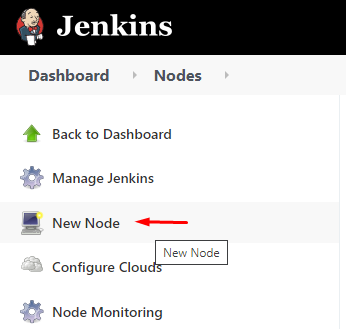 Jenkins
Dashboard Nodes
Back to Dashboard
Manage Jenkins
New Node
New Node
Configure Clouds
Node Monitoring